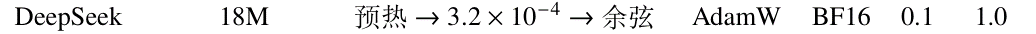 DeepSeek 18M 预热 → 3.2 × 10⁻⁴ → 余弦 AdamW BF16 0.1 1.0